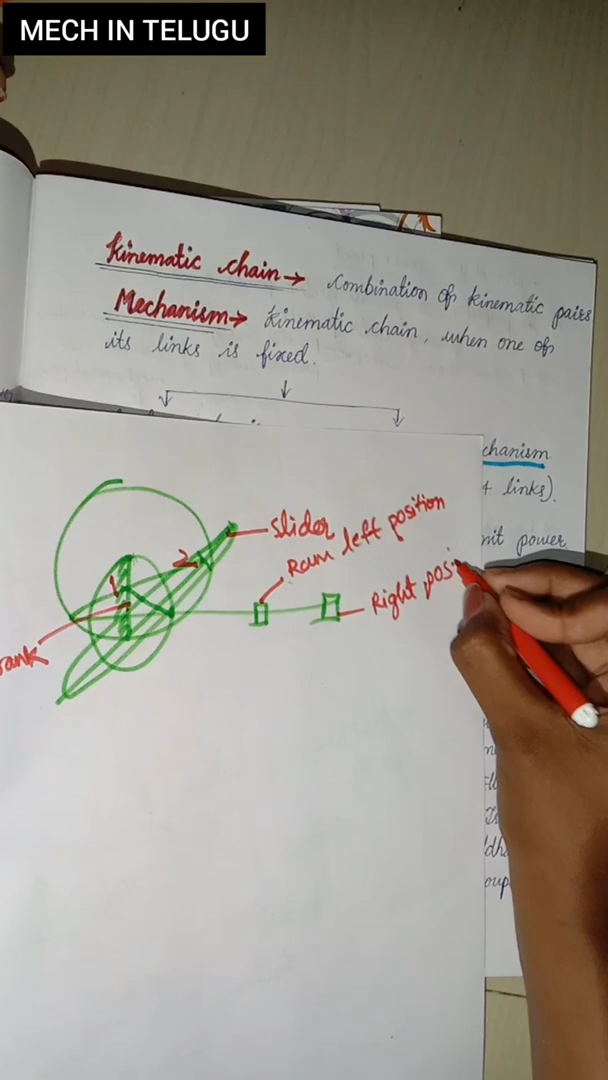 MECH IN TELUGU
Kinematic chain→ Combination of kinematic pairs
Mechanism→ Kinematic chain, when one of
its links is fixed.
chanism
links).
power
slider
Ram left position
Right posi
1
2
rank